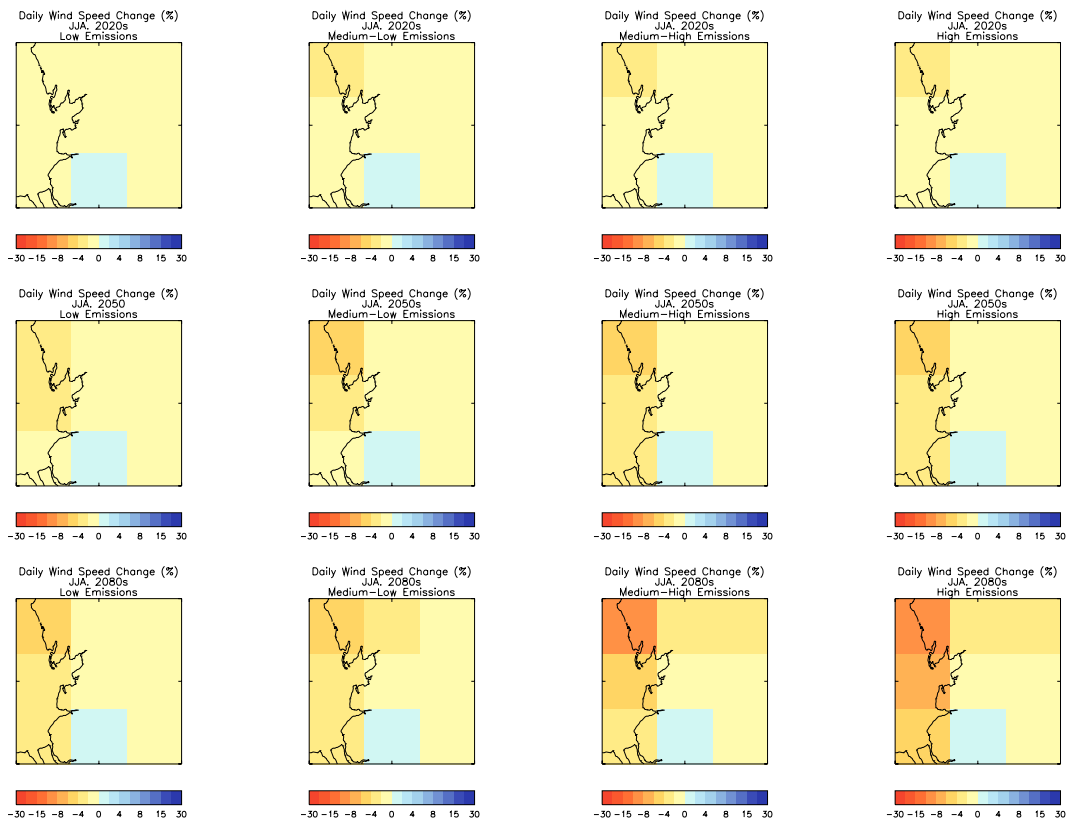 Daily Wind Speed Change (%)
JJA, 2020s
Low Emissions
-30 -15 -8 -4 0 4 8 15 30
Daily Wind Speed Change (%)
JJA, 2020s
Medium-Low Emissions
-30 -15 -8 -4 0 4 8 15 30
Daily Wind Speed Change (%)
JJA, 2020s
Medium-High Emissions
-30 -15 -8 -4 0 4 8 15 30
Daily Wind Speed Change (%)
JJA, 2020s
High Emissions
-30 -15 -8 -4 0 4 8 15 30
Daily Wind Speed Change (%)
JJA, 2050
Low Emissions
-30 -15 -8 -4 0 4 8 15 30
Daily Wind Speed Change (%)
JJA, 2050s
Medium-Low Emissions
-30 -15 -8 -4 0 4 8 15 30
Daily Wind Speed Change (%)
JJA, 2050s
Medium-High Emissions
-30 -15 -8 -4 0 4 8 15 30
Daily Wind Speed Change (%)
JJA, 2050s
High Emissions
-30 -15 -8 -4 0 4 8 15 30
Daily Wind Speed Change (%)
JJA, 2080s
Low Emissions
-30 -15 -8 -4 0 4 8 15 30
Daily Wind Speed Change (%)
JJA, 2080s
Medium-Low Emissions
-30 -15 -8 -4 0 4 8 15 30
Daily Wind Speed Change (%)
JJA, 2080s
Medium-High Emissions
-30 -15 -8 -4 0 4 8 15 30
Daily Wind Speed Change (%)
JJA, 2080s
High Emissions
-30 -15 -8 -4 0 4 8 15 30